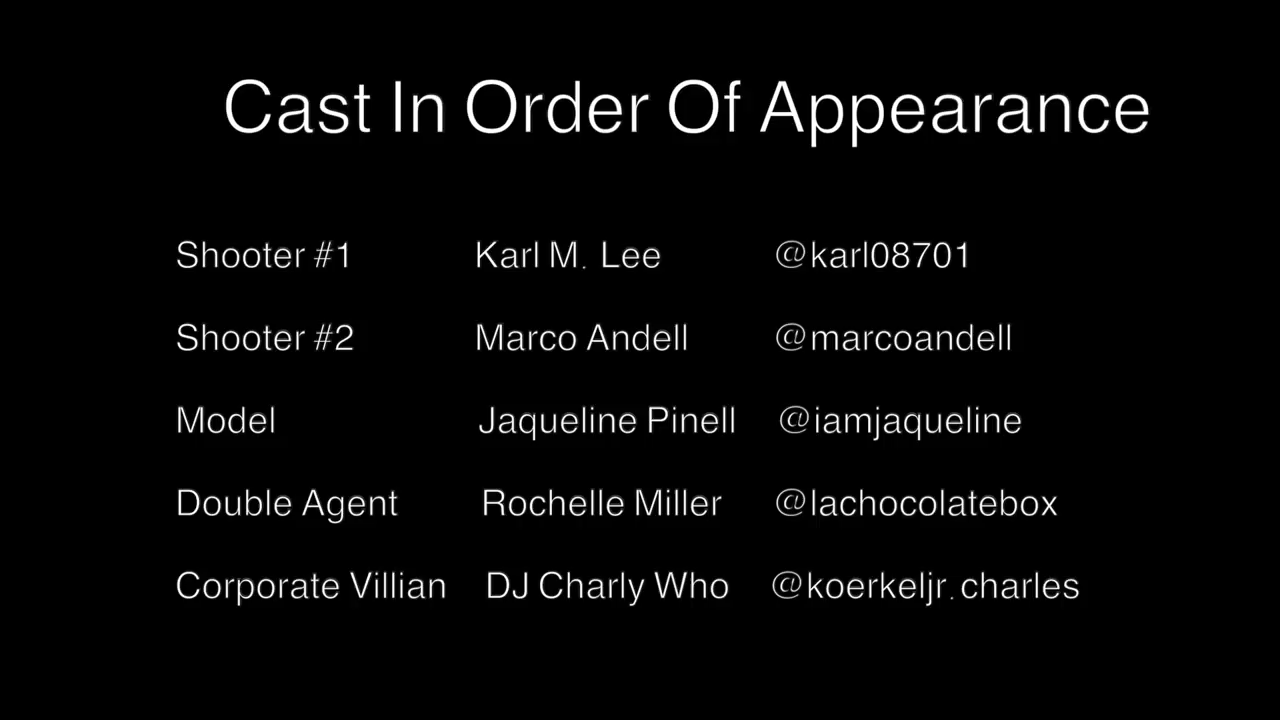 Cast In Order Of Appearance
Shooter #1 Karl M. Lee @karl08701
Shooter #2 Marco Andell @marcoandell
Model Jaqueline Pinell @iamjaqueline
Double Agent Rochelle Miller @lachocolatebox
Corporate Villian DJ Charly Who @koerkeljr.charles